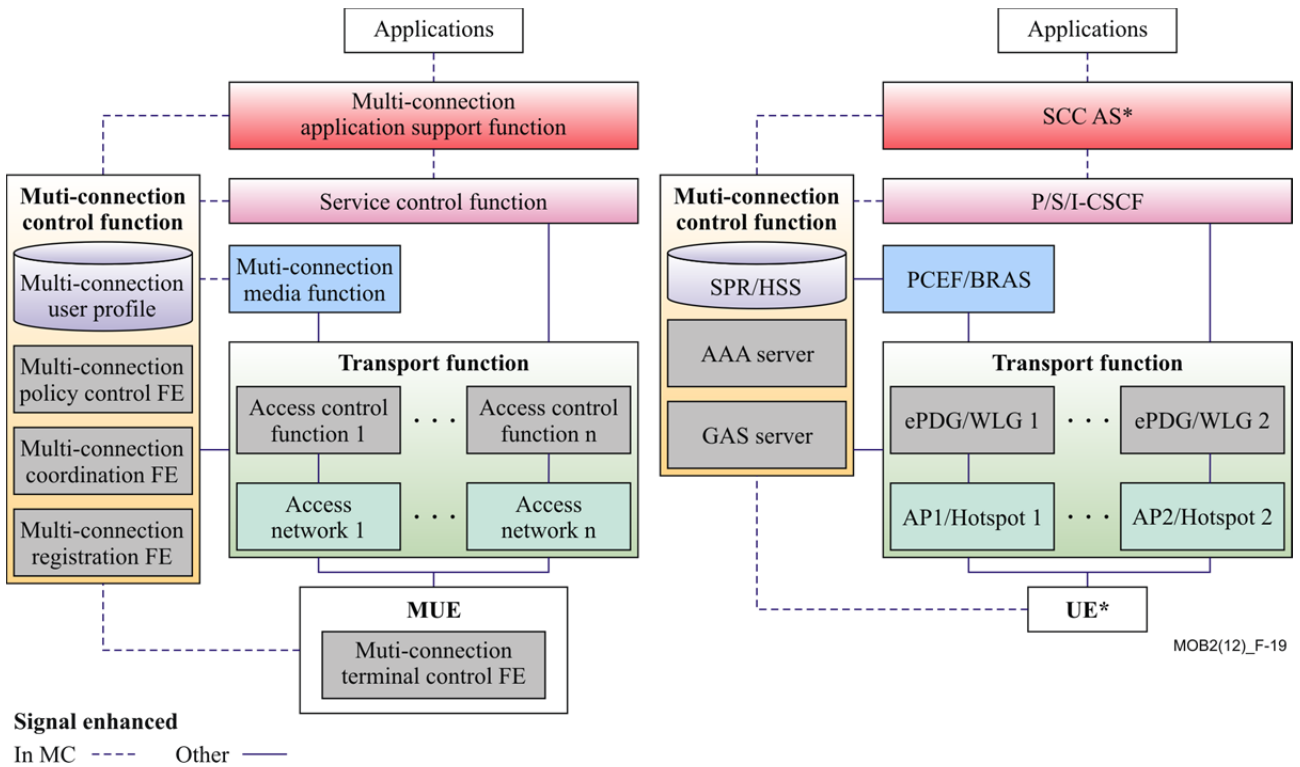 Applications
Multi-connection
application support function
Muti-connection
control function
Service control function
Multi-connection
user profile
Muti-connection
media function
Multi-connection
policy control FE
Multi-connection
coordination FE
Multi-connection
registration FE
Transport function
Access control
function 1
. . .
Access control
function n
Access
network 1
. . .
Access
network n
MUE
Muti-connection
terminal control FE
Signal enhanced
In MC
Other
Applications
SCC AS*
Muti-connection
control function
P/S/I-CSCF
SPR/HSS
PCEF/BRAS
AAA server
GAS server
Transport function
ePDG/WLG 1
. . .
ePDG/WLG 2
AP1/Hotspot 1
. . .
AP2/Hotspot 2
UE*
MOB2(12)_F-19